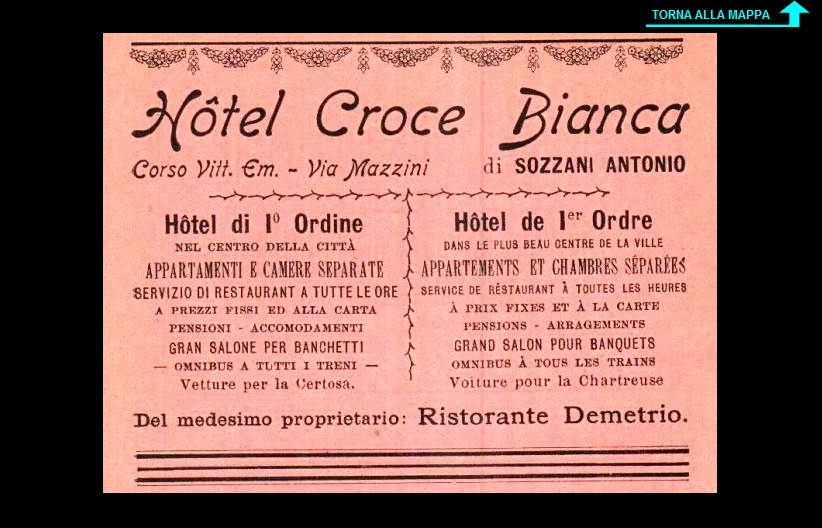 TORNA ALLA MAPPA
Hôtel Croce Bianca
Corso Vitt. Em. - Via Mazzini di SOZZANI ANTONIO
Hôtel di Iº Ordine
NEL CENTRO DELLA CITTÀ
APPARTAMENTI E CAMERE SEPARATE
SERVIZIO DI RESTAURANT A TUTTE LE ORE
A PREZZI FISSI ED ALLA CARTA
PENSIONI - ACCOMODAMENTI
GRAN SALONE PER BANCHETTI
— OMNIBUS A TUTTI I TRENI —
Vetture per la Certosa.
Hôtel de Ier Ordre
DANS LE PLUS BEAU CENTRE DE LA VILLE
APPARTEMENTS ET CHAMBRES SÉPARÉES
SERVICE DE RÉSTAURANT À TOUTES LES HEURES
À PRIX FIXES ET À LA CARTE
PENSIONS - ARRAGEMENTS
GRAND SALON POUR BANQUETS
OMNIBUS À TOUS LES TRAINS
Voiture pour la Chartreuse
Del medesimo proprietario: Ristorante Demetrio.